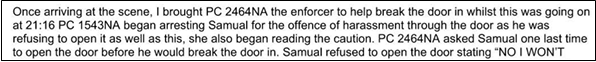 Once arriving at the scene, I brought PC 2464NA the enforcer to help break the door in whilst this was going on
at 21:16 PC 1543NA began arresting Samual for the offence of harassment through the door as he was
refusing to open it as well as this, she also began reading the caution. PC 2464NA asked Samual one last time
to open the door before he would break the door in. Samual refused to open the door stating “NO I WON’T